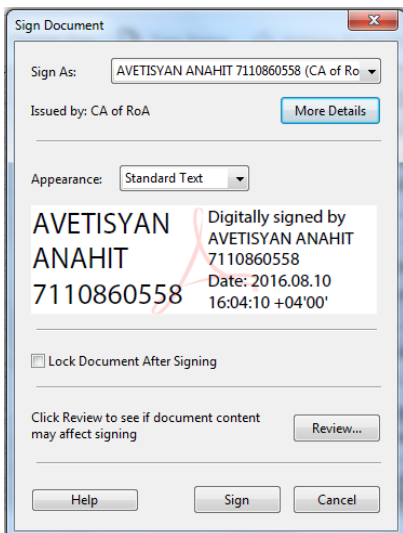 Sign Document
Sign As: AVETISYAN ANAHIT 7110860558 (CA of Ro
Issued by: CA of RoA More Details
Appearance: Standard Text
AVETISYAN
ANAHIT
7110860558
Digitally signed by
AVETISYAN ANAHIT
7110860558
Date: 2016.08.10
16:04:10 +04'00'
Lock Document After Signing
Click Review to see if document content
may affect signing
Review...
Help Sign Cancel